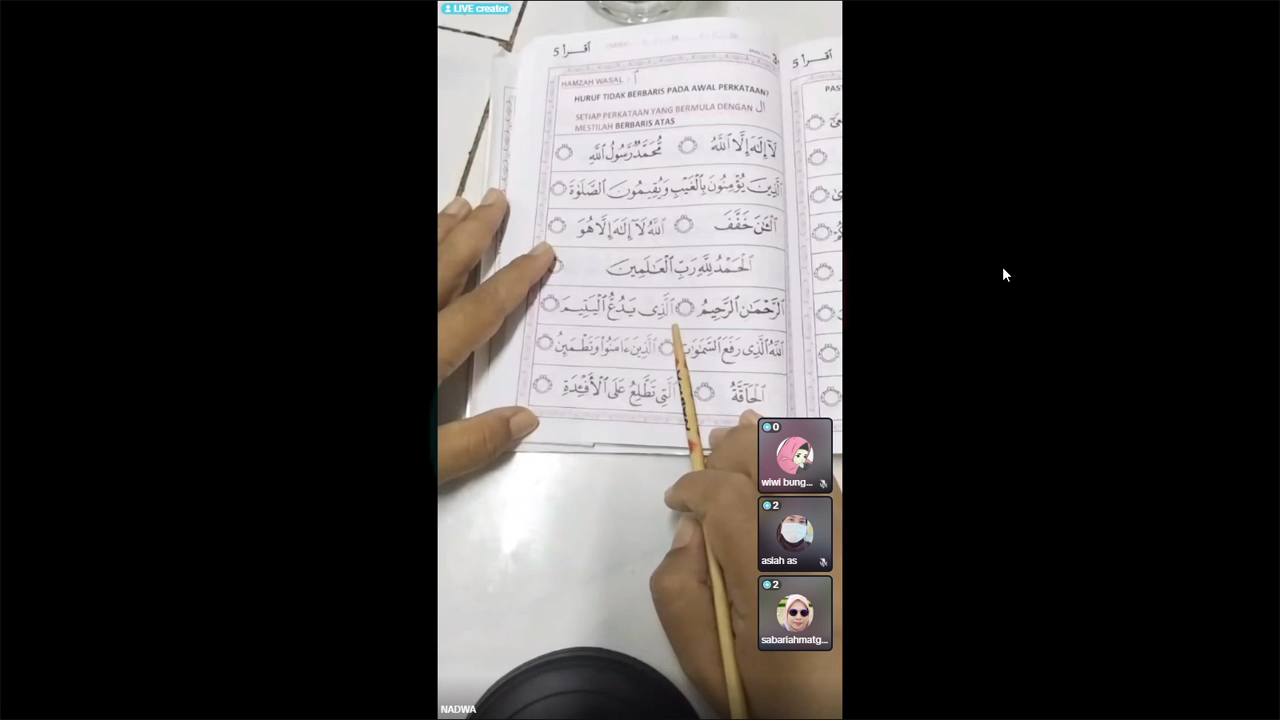 LIVE creator
اقرأ 5
اقرأ 5
HAMZAH WASAL : ٱ
HURUF TIDAK BERBARIS PADA AWAL PERKATAAN)
SETIAP PERKATAAN YANG BERMULA DENGAN ال
MESTILAH BERBARIS ATAS
لَآ إِلَٰهَ إِلَّا ٱللَّهُ ۝ مُّحَمَّدٌ رَّسُولُ ٱللَّهِ ۝
ٱلَّذِينَ يُؤْمِنُونَ بِٱلْغَيْبِ وَيُقِيمُونَ ٱلصَّلَوٰةَ ۝
ٱلْـَٰٔنَ خَفَّفَ ۝ ٱللَّهُ لَآ إِلَٰهَ إِلَّا هُوَ ۝
ٱلْحَمْدُ لِلَّهِ رَبِّ ٱلْعَٰلَمِينَ
ٱلرَّحْمَٰنِ ٱلرَّحِيمُ ۝ ٱلَّذِى يَدُعُّ ٱلْيَتِيمَ ۝
ٱللَّهُ ٱلَّذِى رَفَعَ ٱلسَّمَٰوَٰتِ ۝ ٱلَّذِينَ ءَامَنُوا۟ وَتَطْمَئِنُّ ۝
ٱلْحَآقَّةُ ۝ ٱلَّتِى تَطَّلِعُ عَلَى ٱلْأَفْـِٔدَةِ ۝
0
wiwi bung...
2
asiah as
2
sabariahmatg...
NADWA